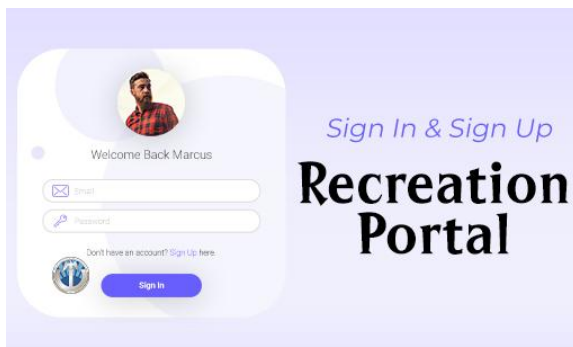 Welcome Back Marcus
Email
Password
Don't have an account? Sign Up here.
Sign In
Sign In & Sign Up
Recreation
Portal